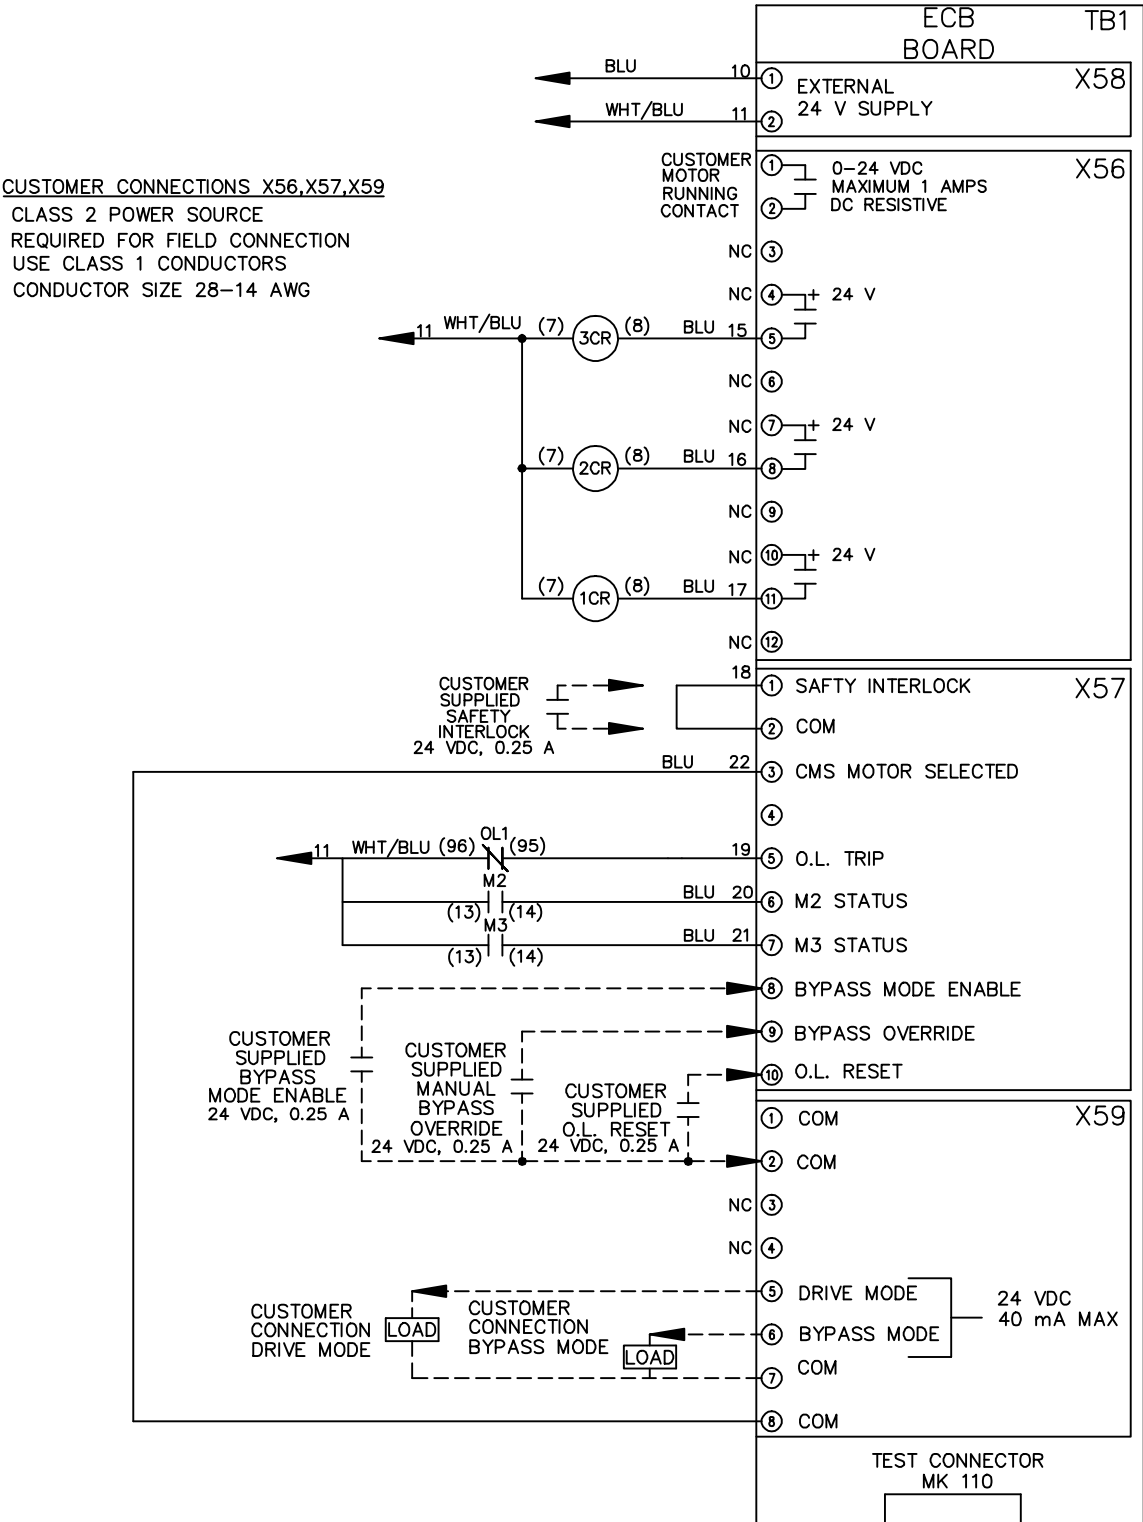 ECB
BOARD
TB1
BLU 10 1 EXTERNAL X58
WHT/BLU 11 2 24 V SUPPLY
CUSTOMER CONNECTIONS X56,X57,X59
CLASS 2 POWER SOURCE
REQUIRED FOR FIELD CONNECTION
USE CLASS 1 CONDUCTORS
CONDUCTOR SIZE 28-14 AWG
CUSTOMER
MOTOR
RUNNING
CONTACT
1
2
0-24 VDC
MAXIMUM 1 AMPS
DC RESISTIVE
X56
NC 3
NC 4 + 24 V
11 WHT/BLU (7) 3CR (8) BLU 15 5
NC 6
NC 7 + 24 V
(7) 2CR (8) BLU 16 8
NC 9
NC 10 + 24 V
(7) 1CR (8) BLU 17 11
NC 12
CUSTOMER
SUPPLIED
SAFETY
INTERLOCK
24 VDC, 0.25 A
18 1 SAFTY INTERLOCK X57
2 COM
BLU 22 3 CMS MOTOR SELECTED
4
11 WHT/BLU (96) OL1 (95) 19 5 O.L. TRIP
M2
(13) (14) BLU 20 6 M2 STATUS
M3
(13) (14) BLU 21 7 M3 STATUS
8 BYPASS MODE ENABLE
9 BYPASS OVERRIDE
10 O.L. RESET
CUSTOMER
SUPPLIED
BYPASS
MODE ENABLE
24 VDC, 0.25 A
CUSTOMER
SUPPLIED
MANUAL
BYPASS
OVERRIDE
24 VDC, 0.25 A
CUSTOMER
SUPPLIED
O.L. RESET
24 VDC, 0.25 A
1 COM X59
2 COM
NC 3
NC 4
5 DRIVE MODE
6 BYPASS MODE
7 COM
8 COM
24 VDC
40 mA MAX
CUSTOMER
CONNECTION
DRIVE MODE
LOAD
CUSTOMER
CONNECTION
BYPASS MODE
LOAD
TEST CONNECTOR
MK 110